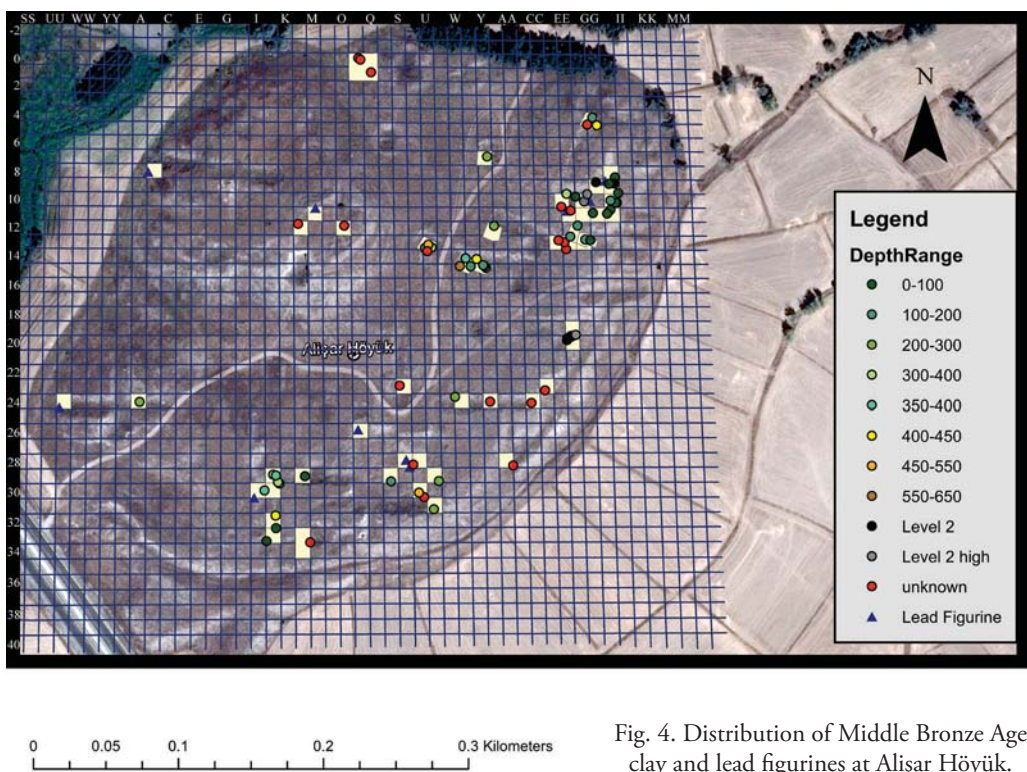 SS UU WW YY A C E G I K M O Q S U W Y AA CC EE GG II KK MM
-2
0
2
4
6
8
10
12
14
16
18
20
22
24
26
28
30
32
34
36
38
40
N
Alişar Höyük
Legend
DepthRange
0-100
100-200
200-300
300-400
350-400
400-450
450-550
550-650
Level 2
Level 2 high
unknown
Lead Figurine
0 0.05 0.1 0.2 0.3 Kilometers
Fig. 4. Distribution of Middle Bronze Age
clay and lead figurines at Alişar Höyük.